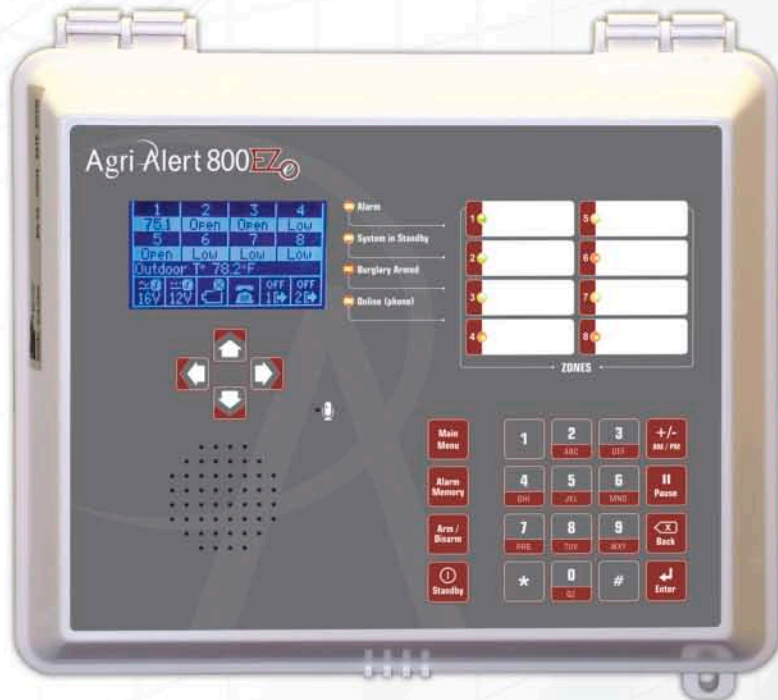 Agri Alert 800EZe
1 2 3 4
75.1 Open Open Low
5 6 7 8
Open Low Low Low
Outdoor T° 78.2°F
OFF OFF
16V 12V 1 2
Alarm
System in Standby
Burglary Armed
Online (phone)
1 5
2 6
3 7
4 8
ZONES
Main
Menu
1
2
ABC
3
DEF
+/-
AM / PM
Alarm
Memory
4
GHI
5
JKL
6
MNO
Pause
Arm /
Disarm
7
PRS
8
TUV
9
WXY
X
Back
Standby
*
0
QZ
#
Enter